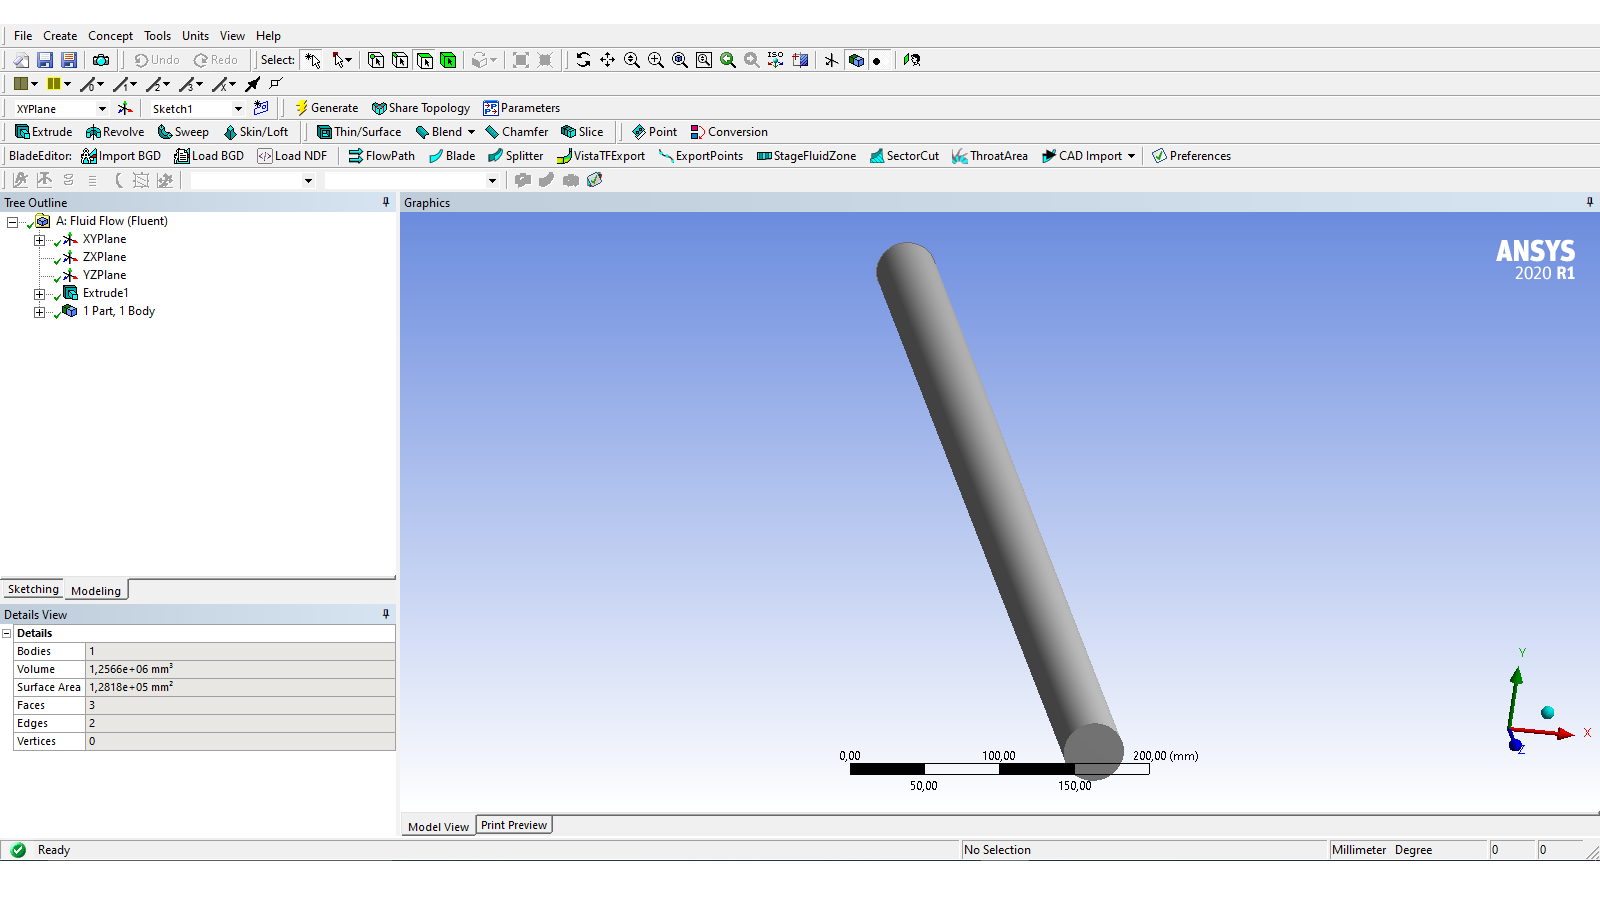 File Create Concept Tools Units View Help
Undo Redo Select: ISO
XYPlane Sketch1 Generate Share Topology Parameters
Extrude Revolve Sweep Skin/Loft Thin/Surface Blend Chamfer Slice Point Conversion
BladeEditor: Import BGD Load BGD Load NDF FlowPath Blade Splitter VistaTFExport ExportPoints StageFluidZone SectorCut ThroatArea CAD Import Preferences
Tree Outline
A: Fluid Flow (Fluent)
XYPlane
ZXPlane
YZPlane
Extrude1
1 Part, 1 Body
Sketching Modeling
Details View
Details
Bodies 1
Volume 1,2566e+06 mm³
Surface Area 1,2818e+05 mm²
Faces 3
Edges 2
Vertices 0
Graphics
ANSYS
2020 R1
0,00 100,00 200,00 (mm)
50,00 150,00
Y
X
Z
Model View Print Preview
Ready No Selection Millimeter Degree 0 0